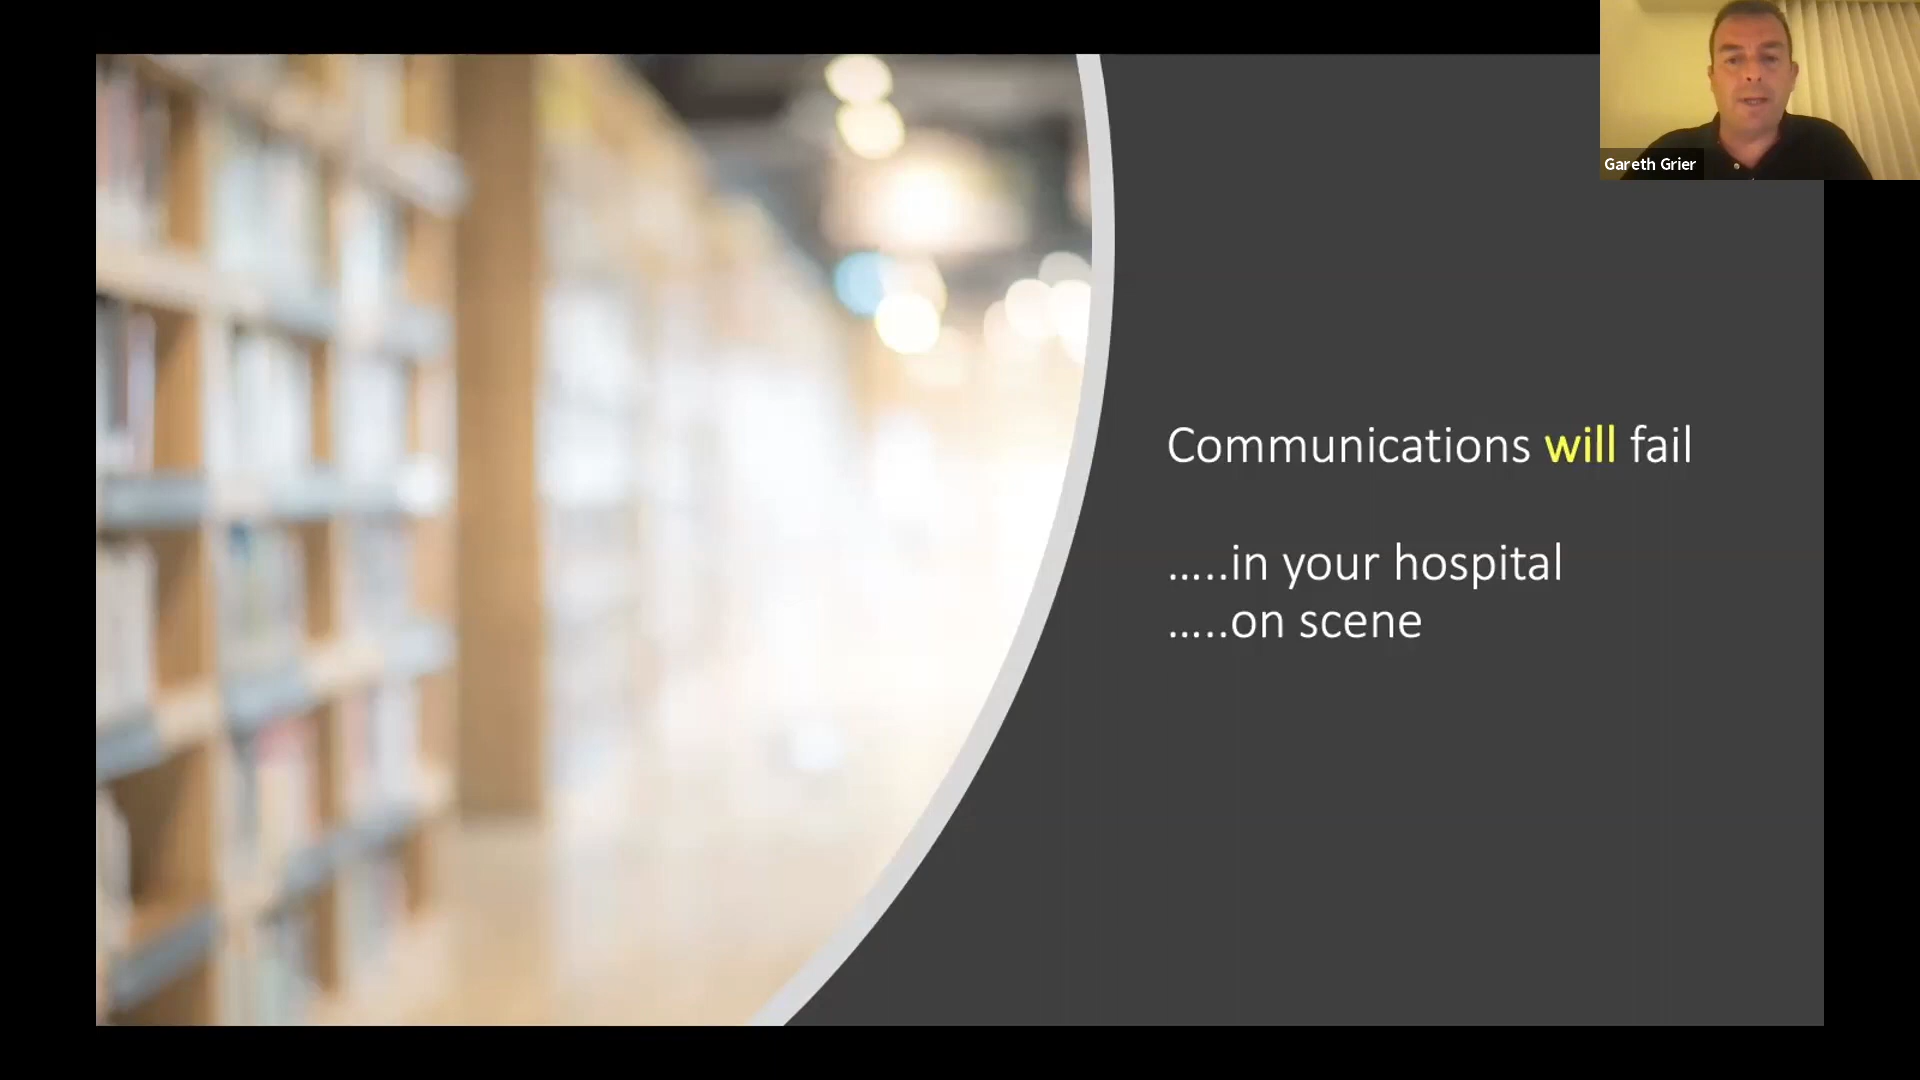 Gareth Grier
Communications will fail
.....in your hospital
.....on scene